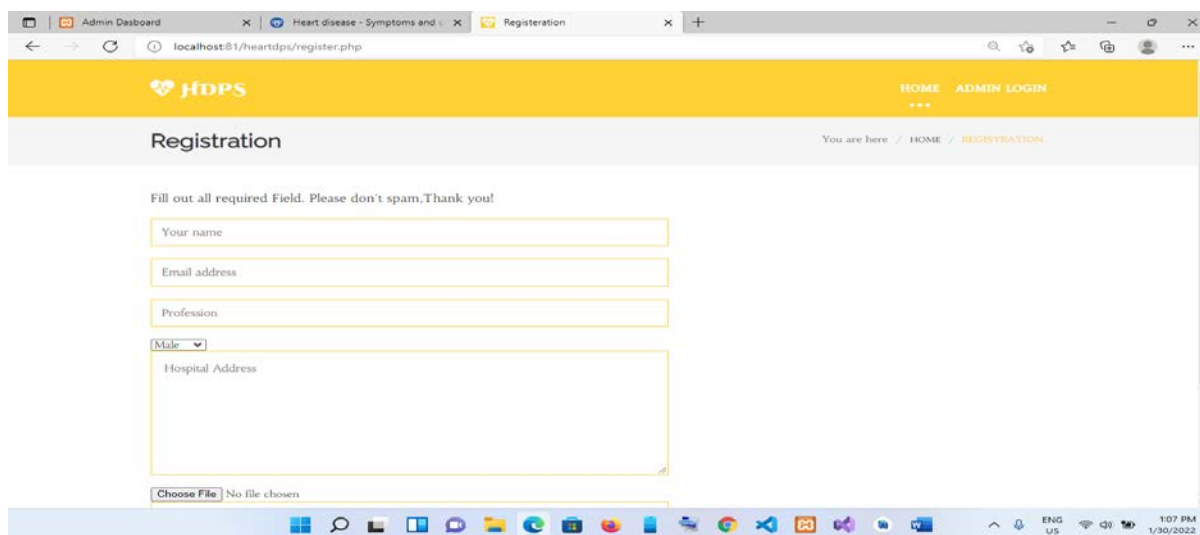 Admin Dasboard
Heart disease - Symptoms and c
Registeration
localhost:81/heartdps/register.php
HDPS
HOME ADMIN LOGIN
Registration
You are here / HOME / REGISTRATION
Fill out all required Field. Please don't spam,Thank you!
Your name
Email address
Profession
Male
Hospital Address
Choose File No file chosen
ENG
US
1:07 PM
1/30/2022